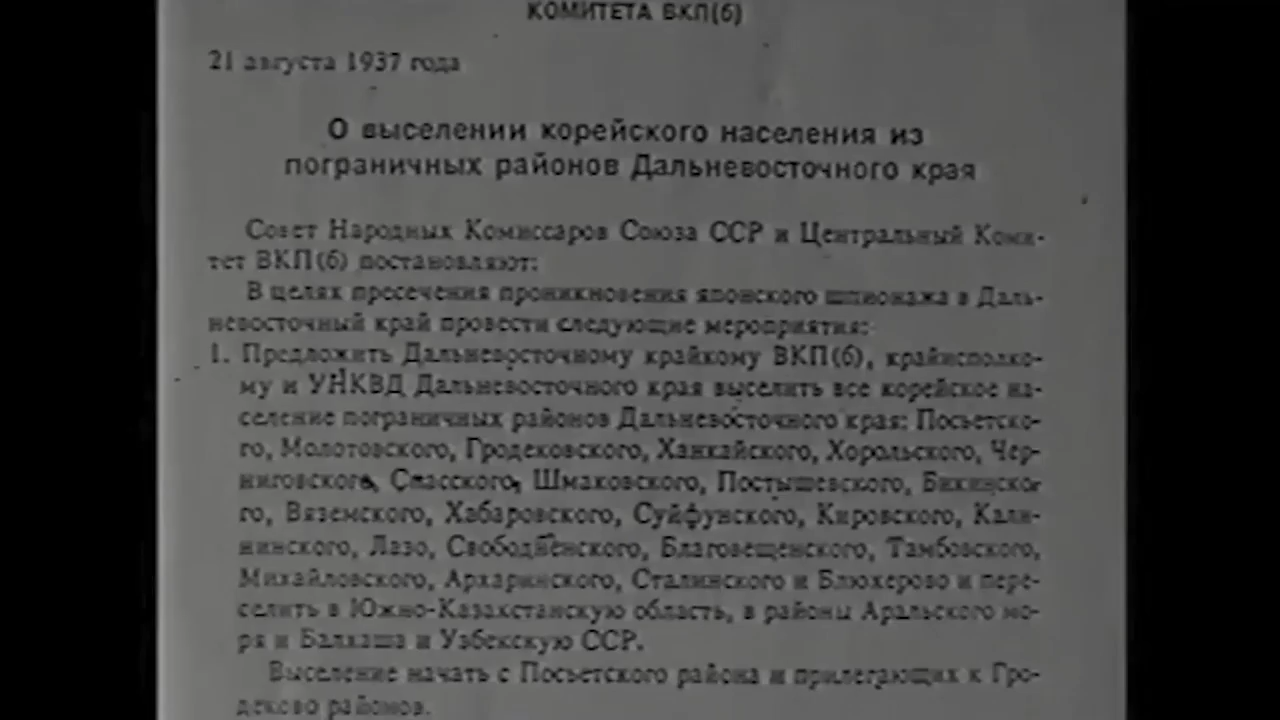 КОМИТЕТА ВКП(б)
21 августа 1937 года
О выселении корейского населения из
пограничных районов Дальневосточного края
Совет Народных Комиссаров Союза ССР и Центральный Коми-
тет ВКП(б) постановляют:
В целях пресечения проникновения японского шпионажа в Даль-
невосточный край провести следующие мероприятия:
1. Предложить Дальневосточному крайкому ВКП(б), крайисполко-
му и УНКВД Дальневосточного края выселить все корейское на-
селение пограничных районов Дальневосточного края: Посьетско-
го, Молотовского, Гродековского, Ханкайского, Хорольского, Чер-
ниговского, Спасского, Шмаковского, Постышевского, Бикинско-
го, Вяземского, Хабаровского, Суйфунского, Кировского, Кали-
нинского, Лазо, Свободненского, Благовещенского, Тамбовского,
Михайловского, Архаринского, Сталинского и Блюхерово и пере-
селить в Южно-Казахстанскую область, в районы Аральского мо-
ря и Балхаша и Узбекскую ССР.
Выселение начать с Посьетского района и прилегающих к Гро-
деково районов.